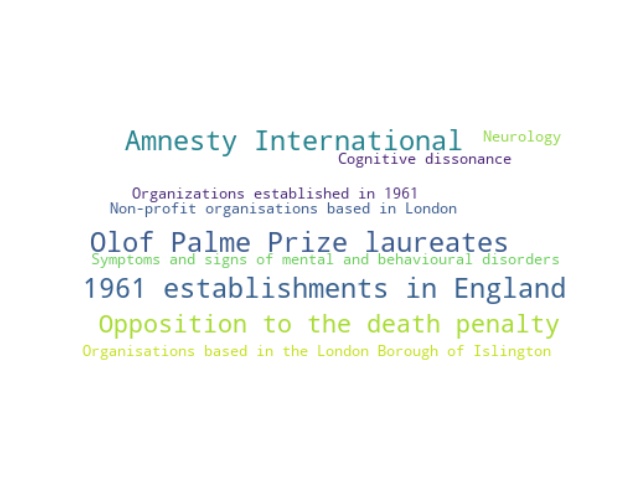 Amnesty International
Neurology
Cognitive dissonance
Organizations established in 1961
Non-profit organisations based in London
Olof Palme Prize laureates
Symptoms and signs of mental and behavioural disorders
1961 establishments in England
Opposition to the death penalty
Organisations based in the London Borough of Islington